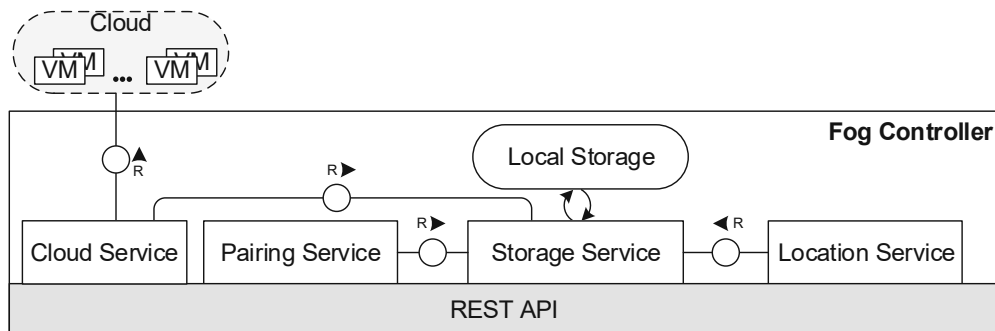 Cloud
VM VM ... VM VM
Fog Controller
R
R
Local Storage
R
R
Cloud Service
Pairing Service
Storage Service
Location Service
REST API